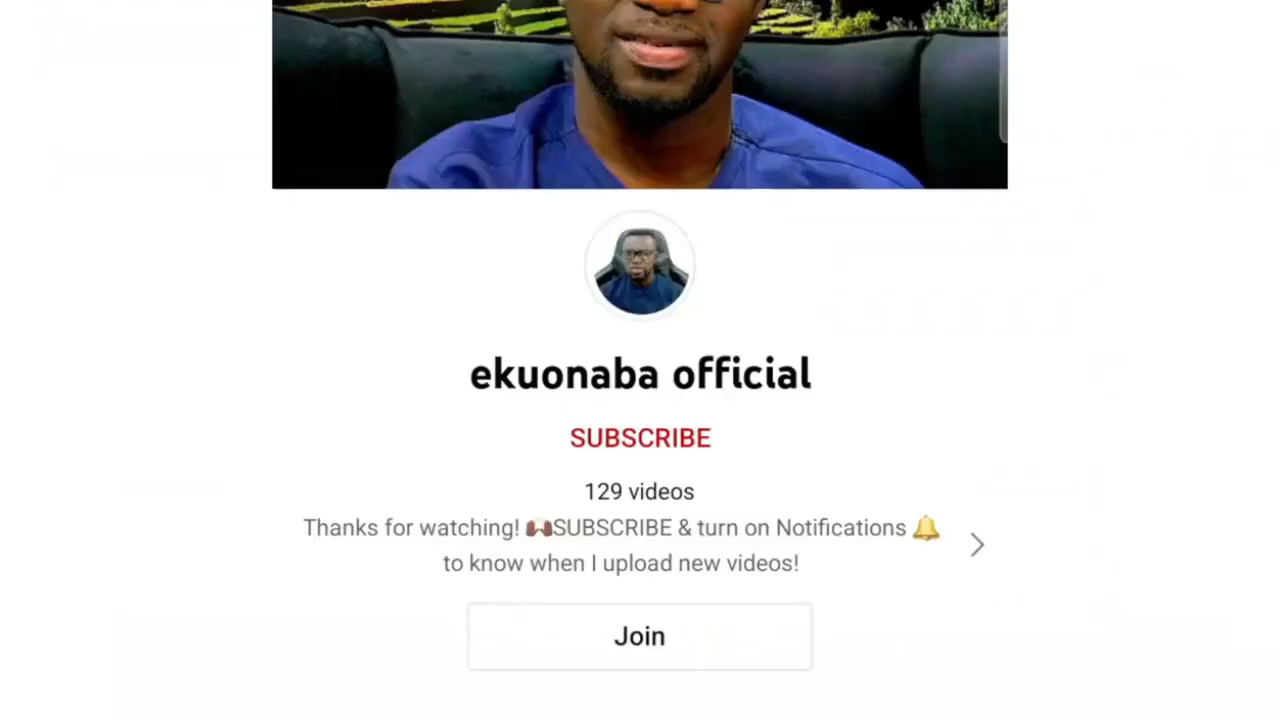 ekuonaba official
SUBSCRIBE
129 videos
Thanks for watching! 🙌🏾SUBSCRIBE & turn on Notifications 🔔
to know when I upload new videos!
Join